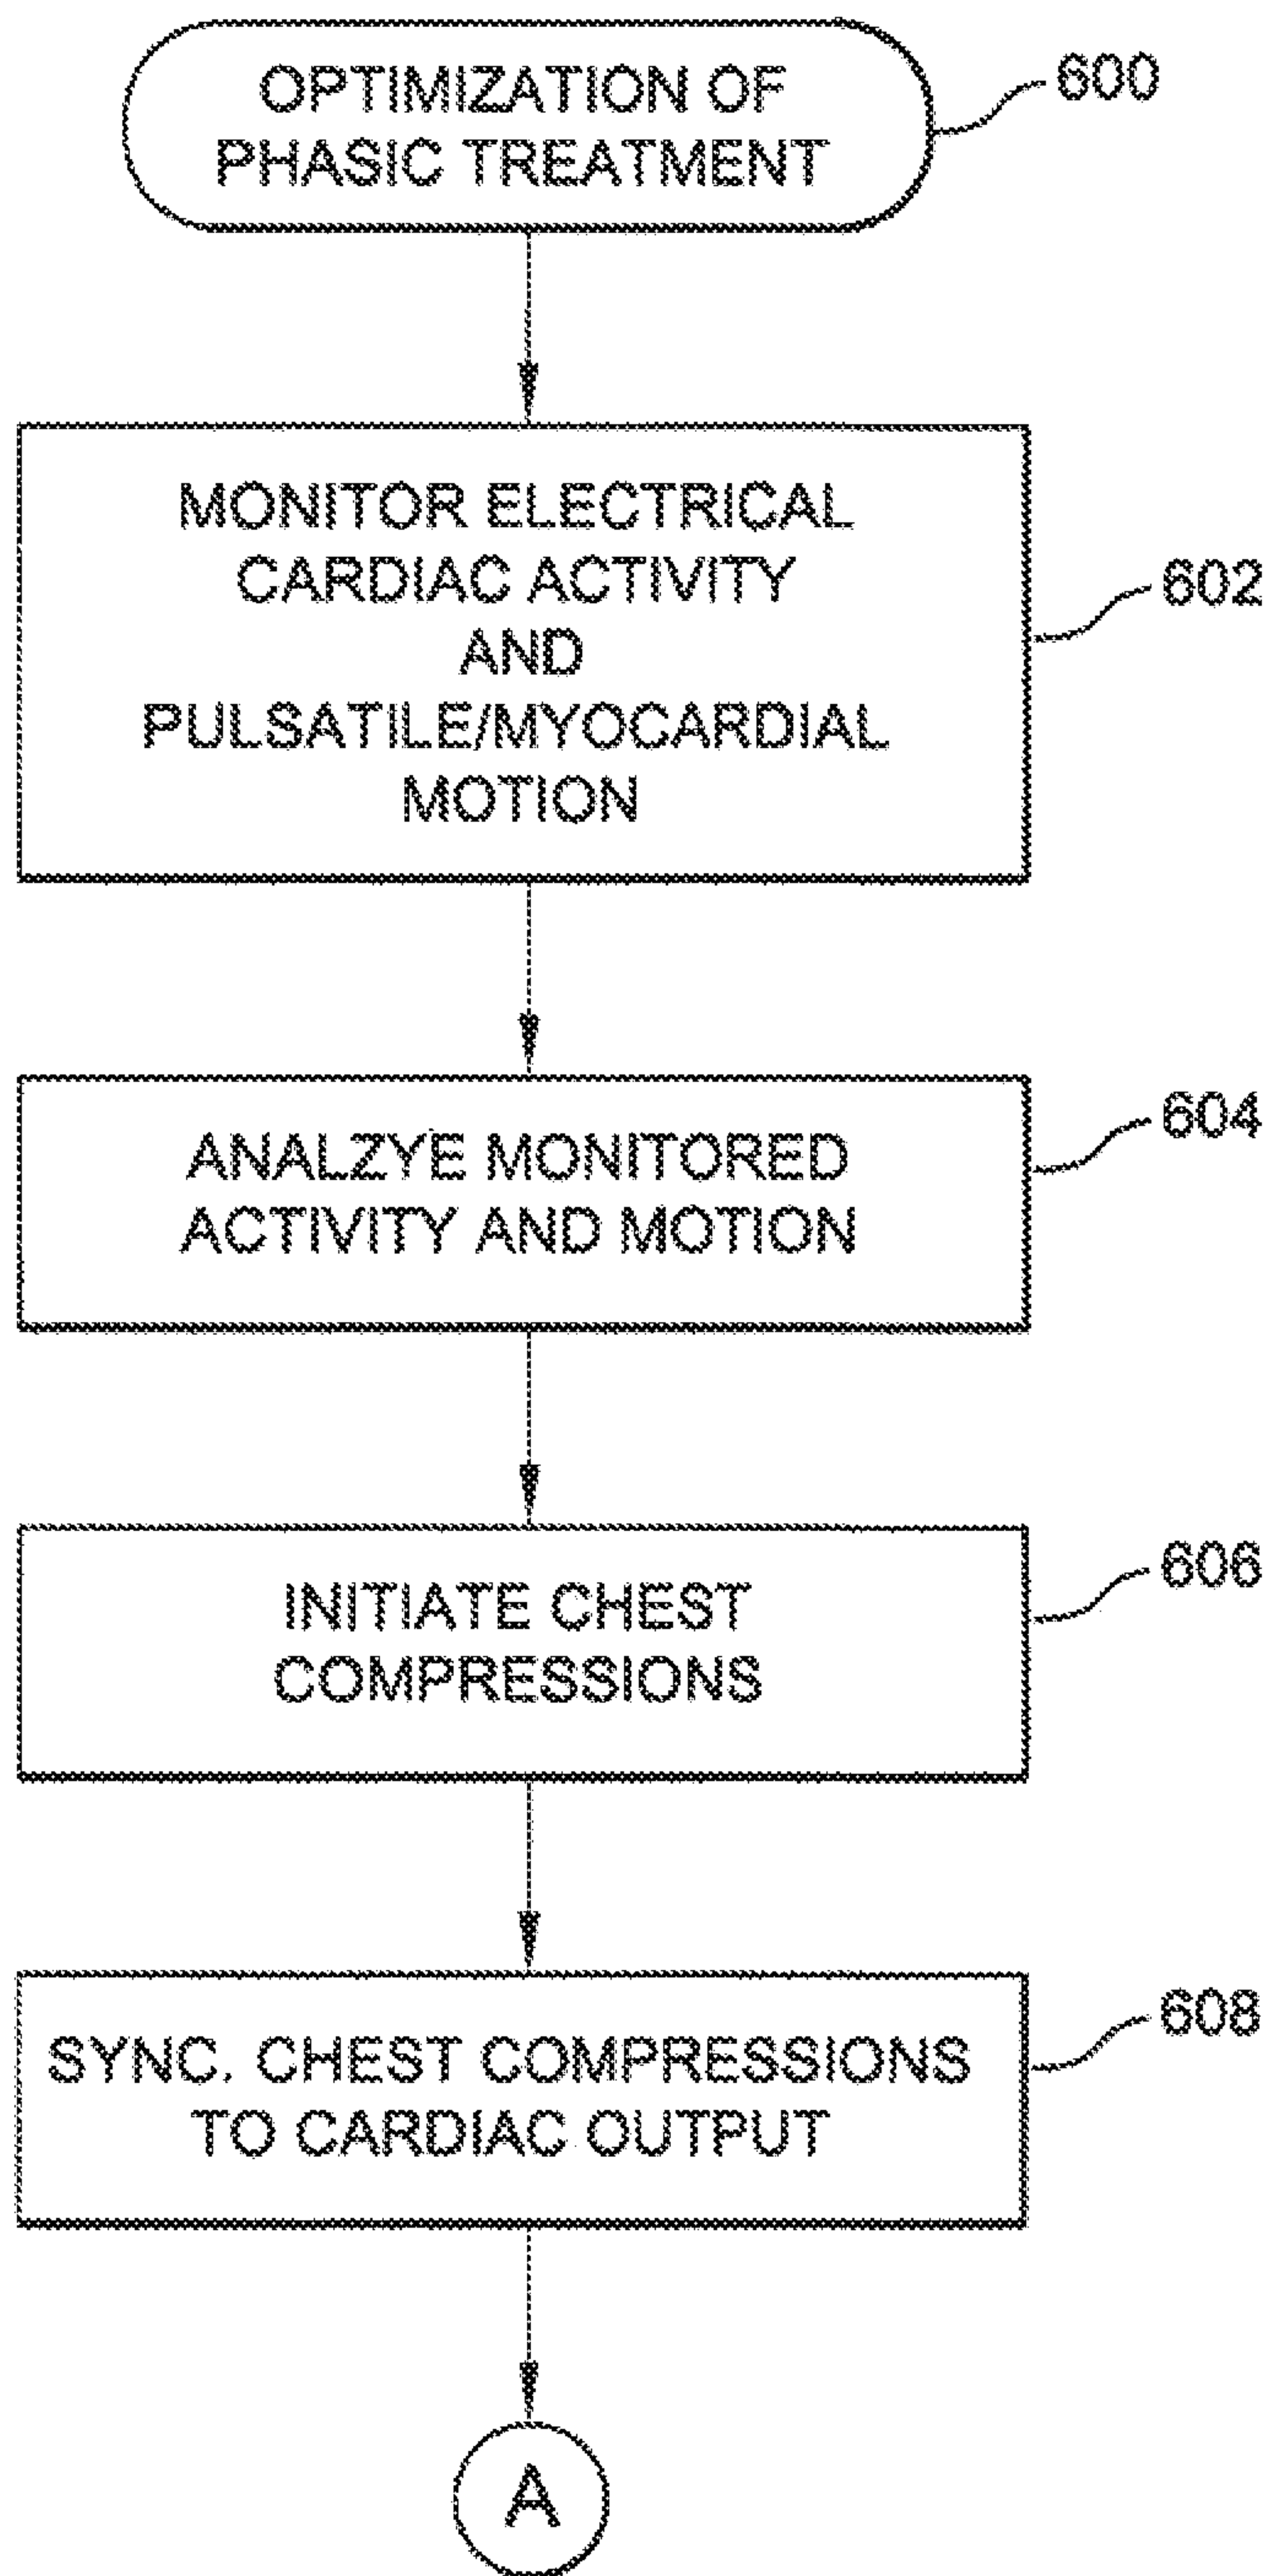 OPTIMIZATION OF
PHASIC TREATMENT
600
MONITOR ELECTRICAL
CARDIAC ACTIVITY
AND
PULSATILE/MYOCARDIAL
MOTION
602
ANALZYE MONITORED
ACTIVITY AND MOTION
604
INITIATE CHEST
COMPRESSIONS
606
SYNC. CHEST COMPRESSIONS
TO CARDIAC OUTPUT
608
A